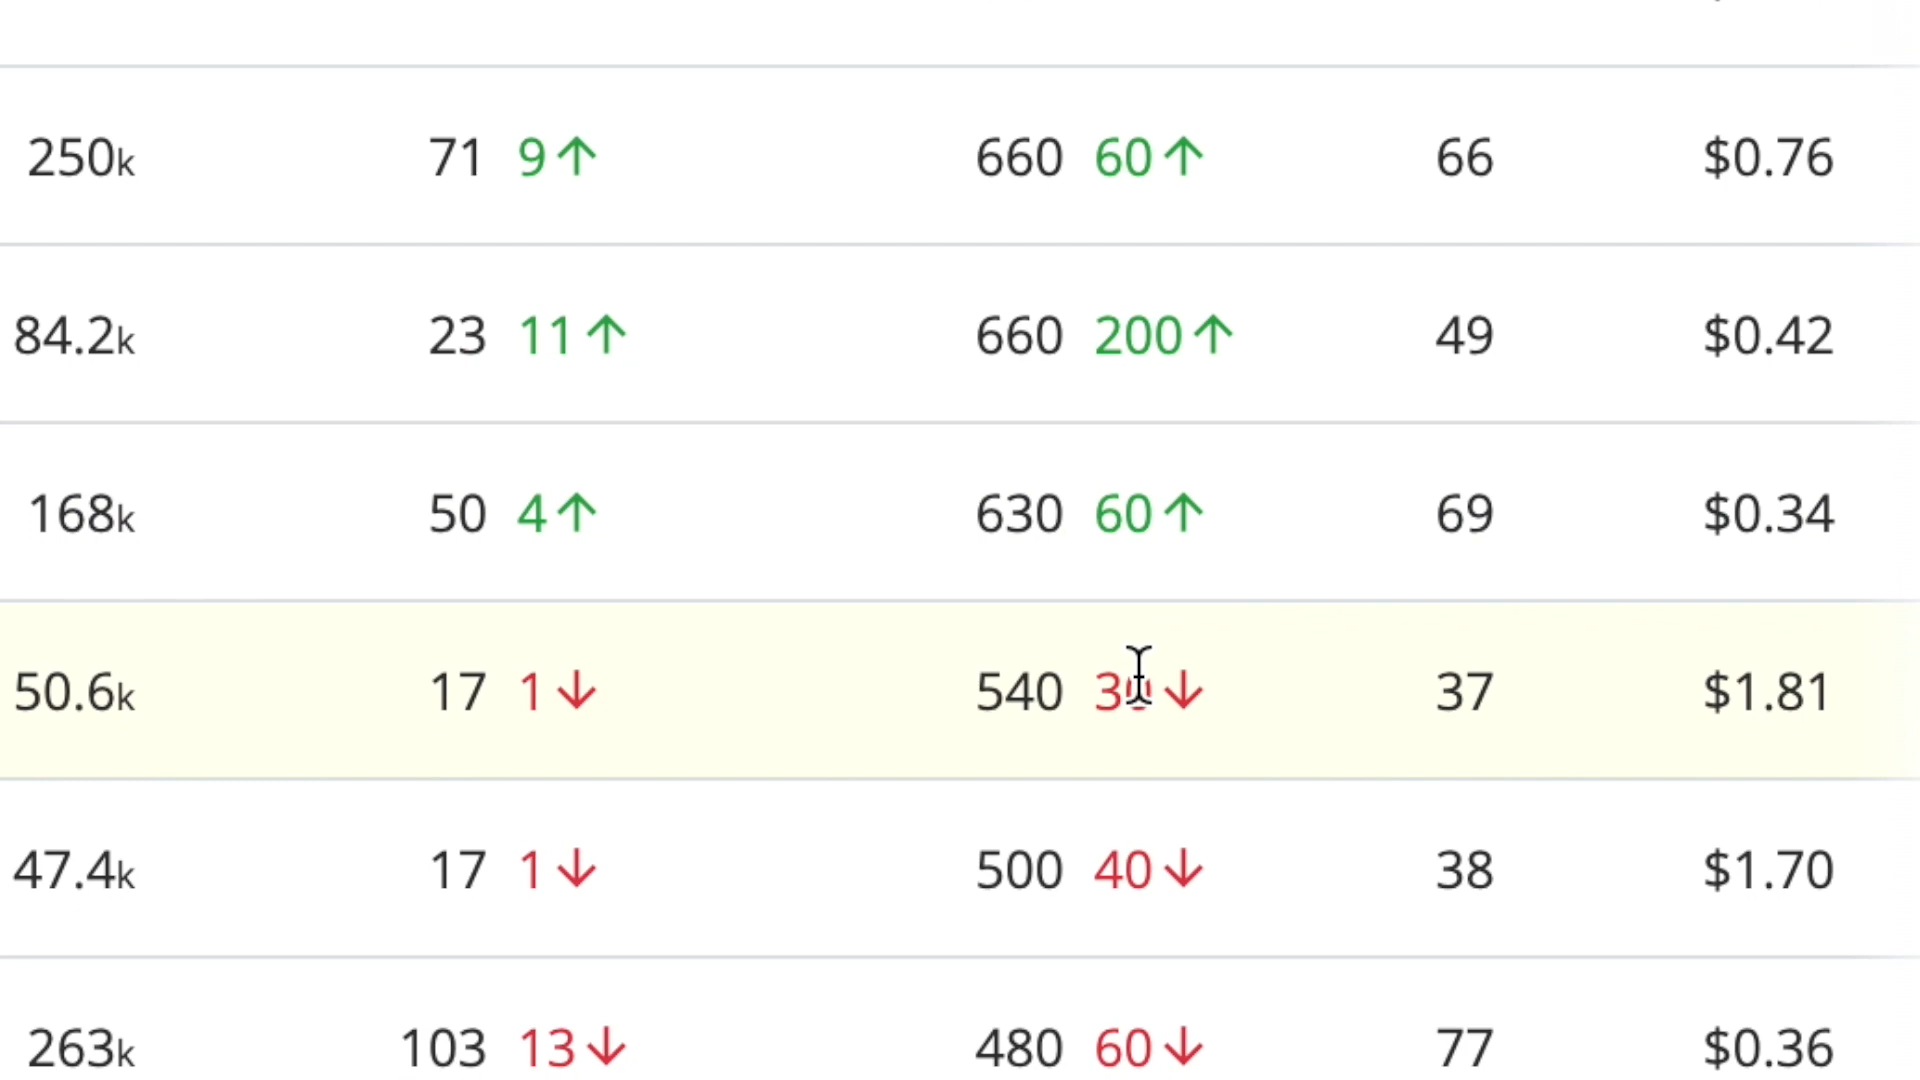 250k 71 9↑ 660 60↑ 66 $0.76
84.2k 23 11↑ 660 200↑ 49 $0.42
168k 50 4↑ 630 60↑ 69 $0.34
50.6k 17 1↓ 540 30↓ 37 $1.81
47.4k 17 1↓ 500 40↓ 38 $1.70
263k 103 13↓ 480 60↓ 77 $0.36